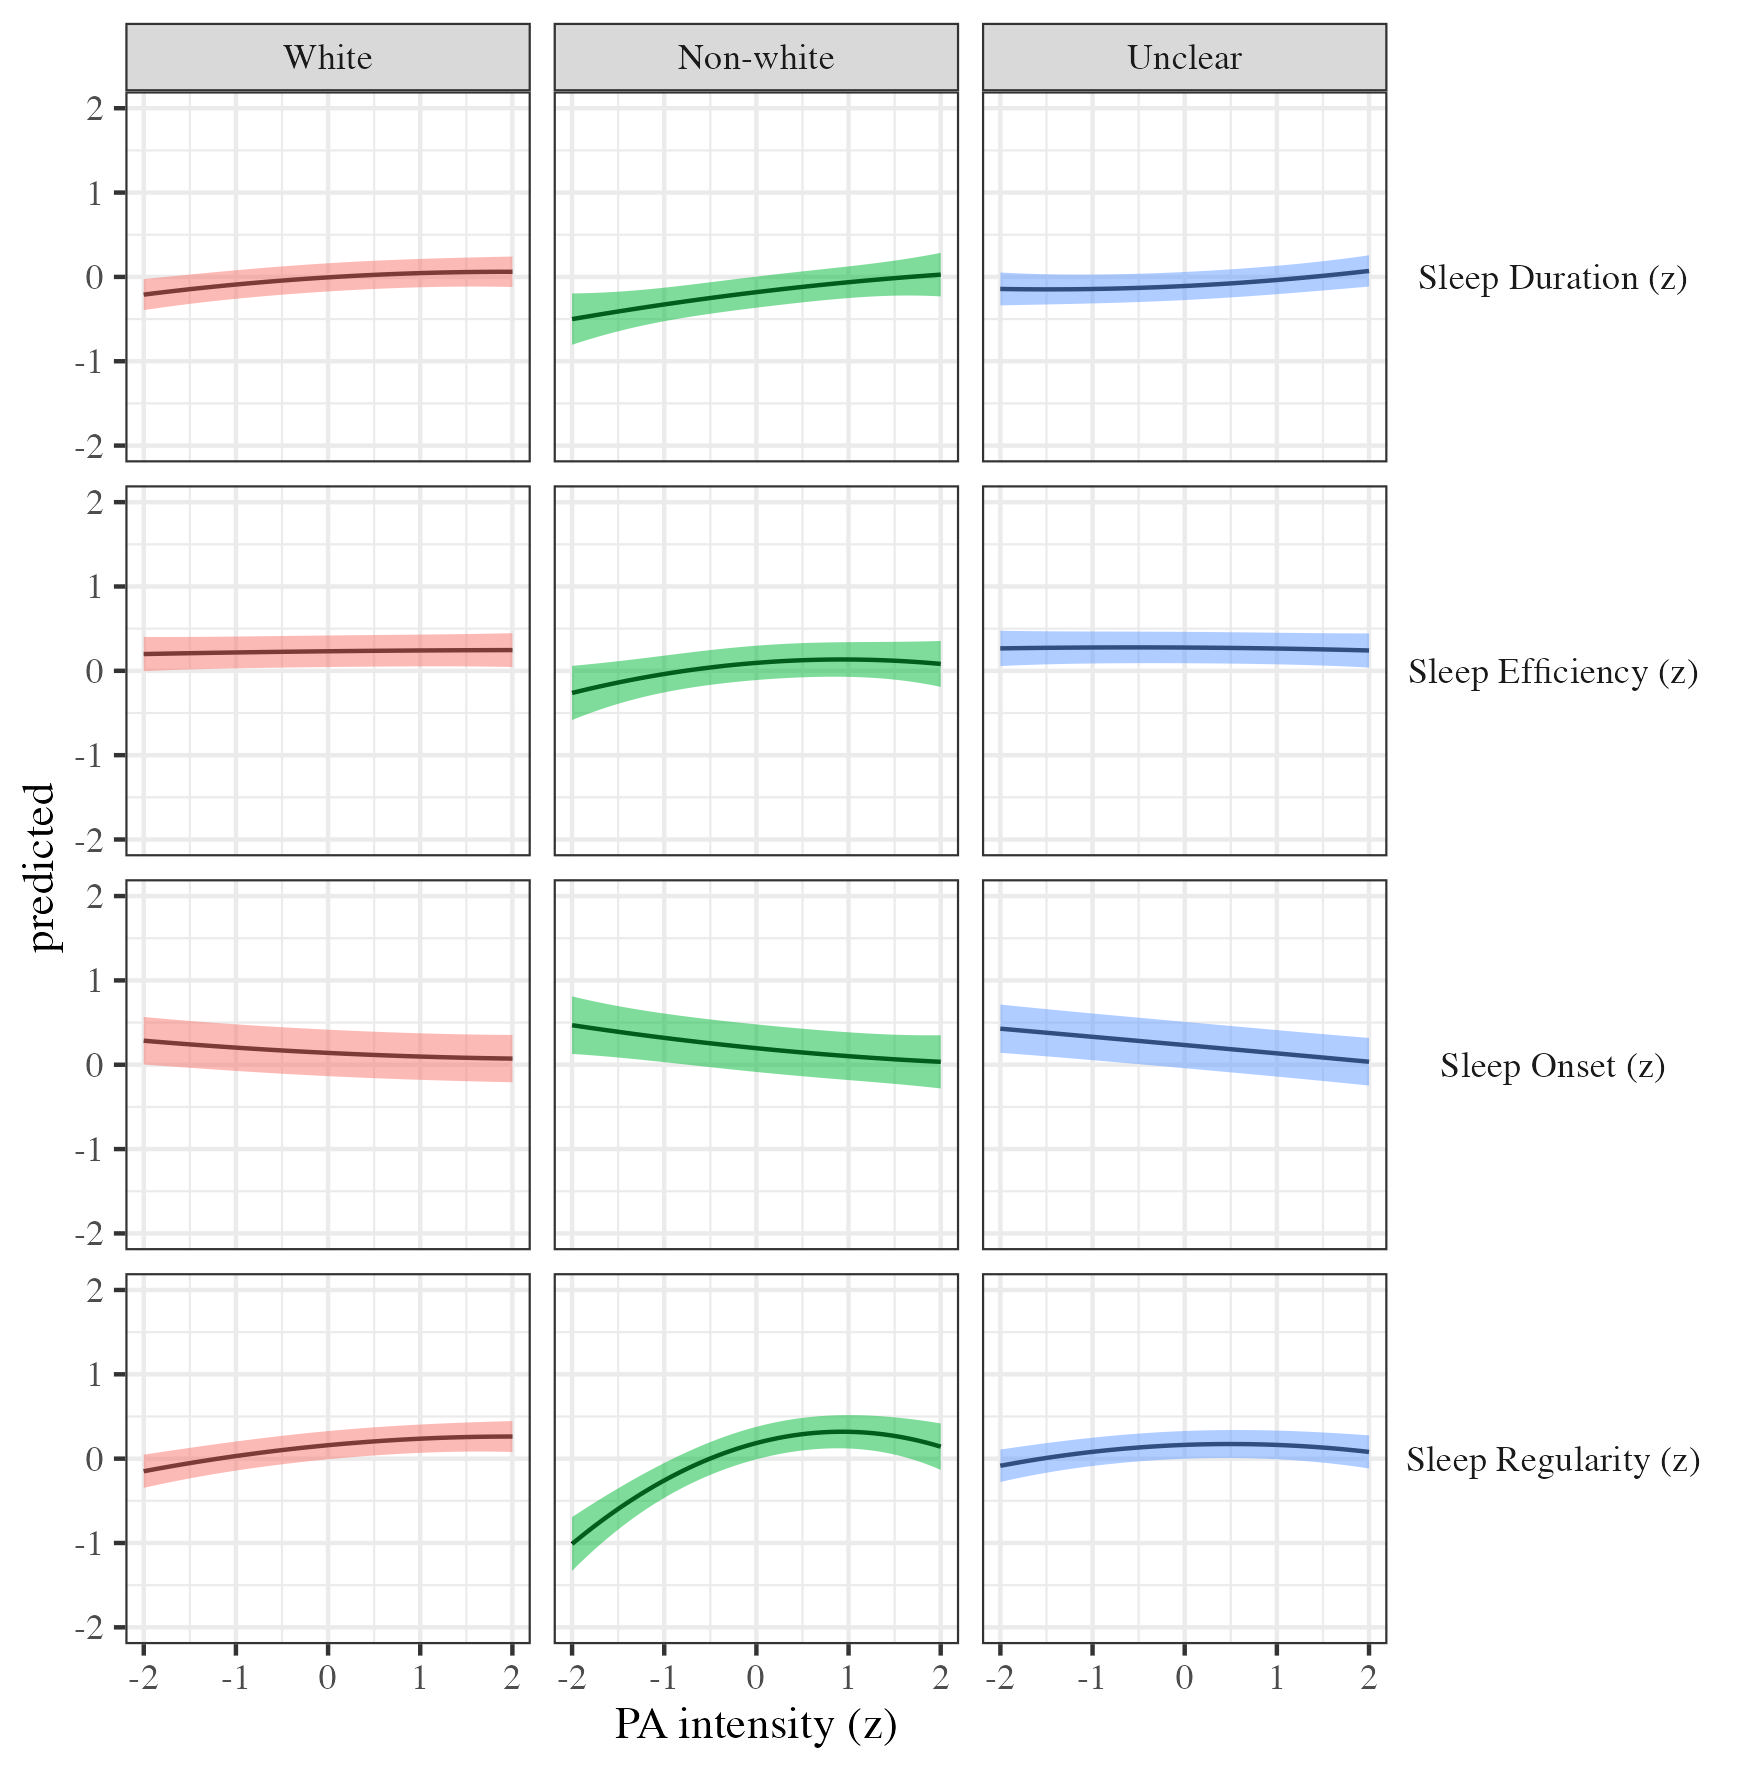 White Non-white Unclear
2
1
0
-1
-2
Sleep Duration (z)
2
1
0
-1
-2
Sleep Efficiency (z)
predicted
2
1
0
-1
-2
Sleep Onset (z)
2
1
0
-1
-2
Sleep Regularity (z)
-2 -1 0 1 2 -2 -1 0 1 2 -2 -1 0 1 2
PA intensity (z)